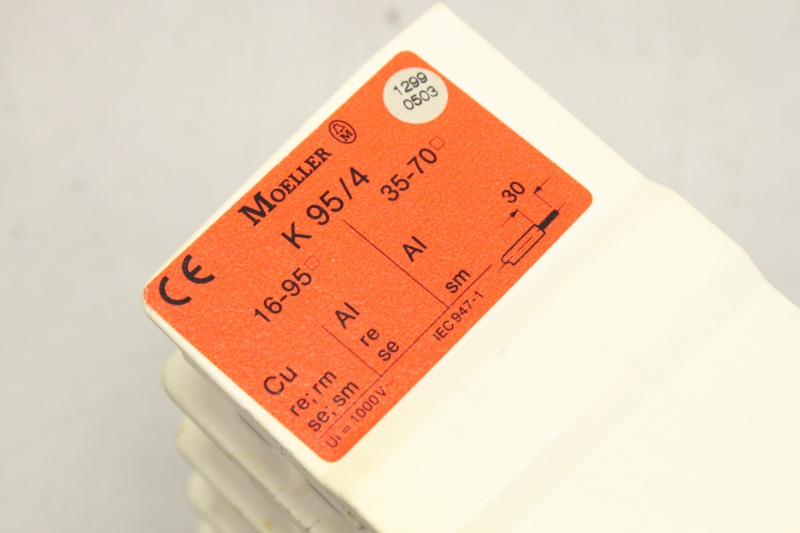 1299
0503
MOELLER
K 95/4
CE
16-95□
35-70□
30
Cu
Al
Al
re; rm
re
sm
se; sm
se
Ui = 1000 V~
IEC 947-1